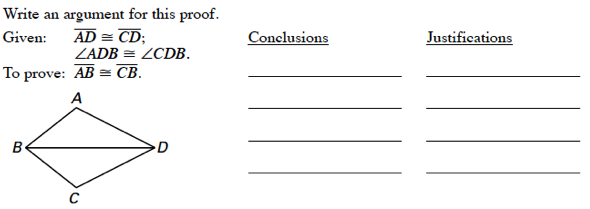 Write an argument for this proof.
Given: AD ≅ CD;
∠ADB ≅ ∠CDB.
To prove: AB ≅ CB.
Conclusions
Justifications
A
B
D
C